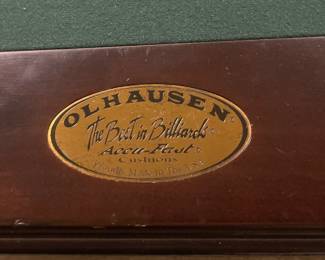 OLHAUSEN
The Best in Billiards
Accu-Fast
Cushions